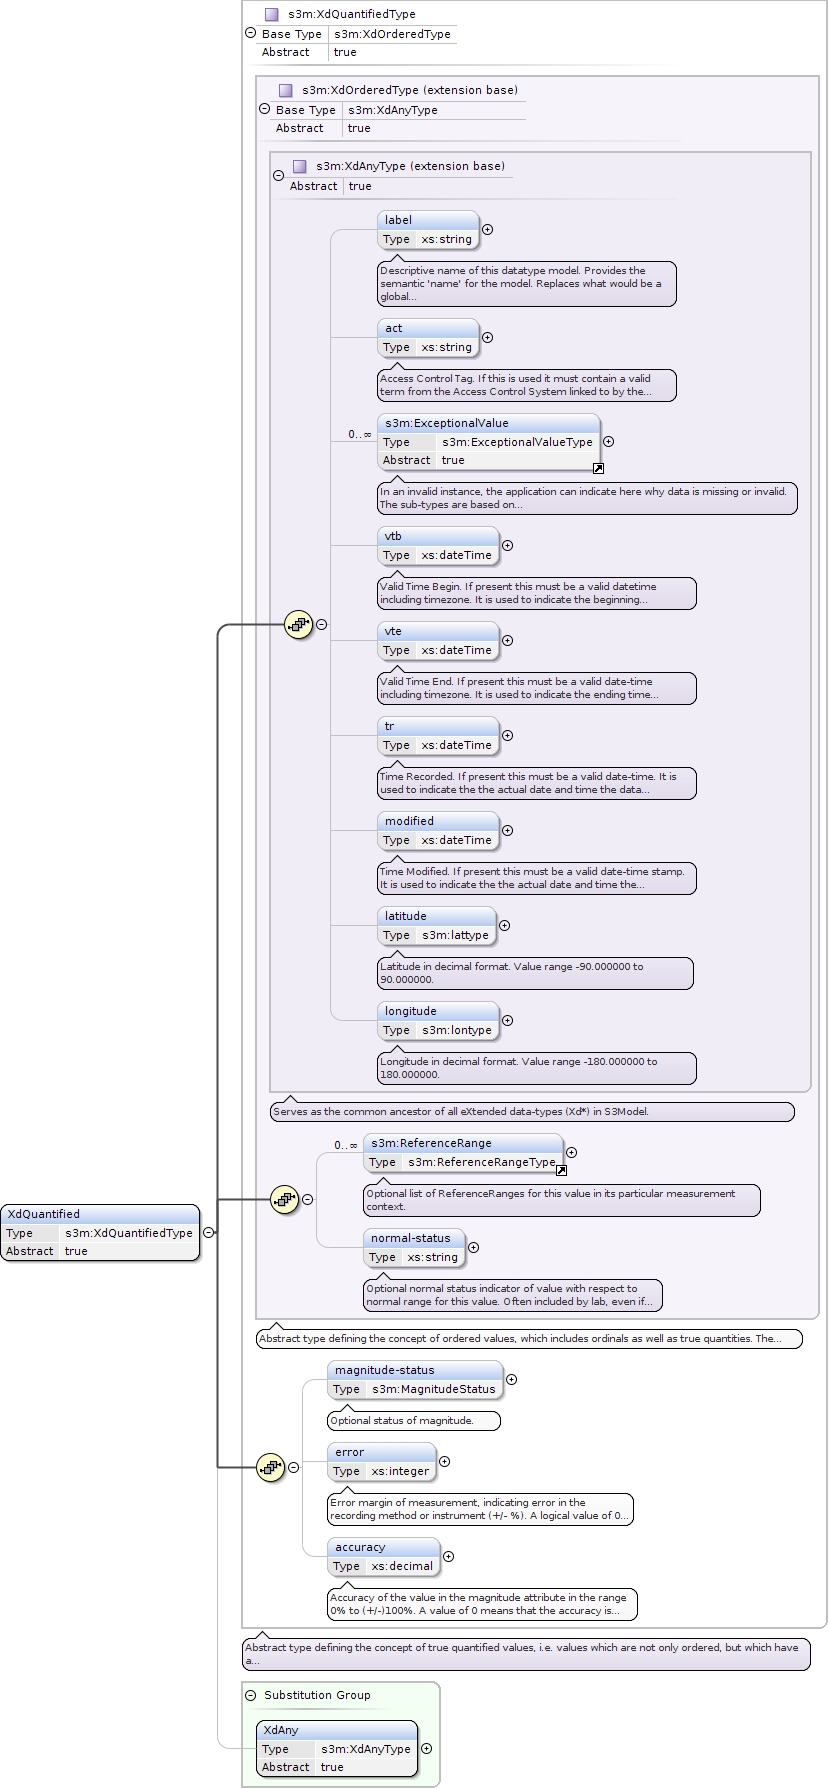 s3m:XdQuantifiedType
Base Type s3m:XdOrderedType
Abstract true
s3m:XdOrderedType (extension base)
Base Type s3m:XdAnyType
Abstract true
s3m:XdAnyType (extension base)
Abstract true
label
Type xs:string
Descriptive name of this datatype model. Provides the
semantic 'name' for the model. Replaces what would be a
global...
act
Type xs:string
Access Control Tag. If this is used it must contain a valid
term from the Access Control System linked to by the...
0..∞
s3m:ExceptionalValue
Type s3m:ExceptionalValueType
Abstract true
In an invalid instance, the application can indicate here why data is missing or invalid.
The sub-types are based on...
vtb
Type xs:dateTime
Valid Time Begin. If present this must be a valid datetime
including timezone. It is used to indicate the beginning...
vte
Type xs:dateTime
Valid Time End. If present this must be a valid date-time
including timezone. It is used to indicate the ending time...
tr
Type xs:dateTime
Time Recorded. If present this must be a valid date-time. It is
used to indicate the the actual date and time the data...
modified
Type xs:dateTime
Time Modified. If present this must be a valid date-time stamp.
It is used to indicate the the actual date and time the...
latitude
Type s3m:lattype
Latitude in decimal format. Value range -90.000000 to
90.000000.
longitude
Type s3m:lontype
Longitude in decimal format. Value range -180.000000 to
180.000000.
Serves as the common ancestor of all eXtended data-types (Xd*) in S3Model.
0..∞
s3m:ReferenceRange
Type s3m:ReferenceRangeType
Optional list of ReferenceRanges for this value in its particular measurement
context.
XdQuantified
Type s3m:XdQuantifiedType
Abstract true
normal-status
Type xs:string
Optional normal status indicator of value with respect to
normal range for this value. Often included by lab, even if...
Abstract type defining the concept of ordered values, which includes ordinals as well as true quantities. The...
magnitude-status
Type s3m:MagnitudeStatus
Optional status of magnitude.
error
Type xs:integer
Error margin of measurement, indicating error in the
recording method or instrument (+/- %). A logical value of 0...
accuracy
Type xs:decimal
Accuracy of the value in the magnitude attribute in the range
0% to (+/-)100%. A value of 0 means that the accuracy is...
Abstract type defining the concept of true quantified values, i.e. values which are not only ordered, but which have
a...
Substitution Group
XdAny
Type s3m:XdAnyType
Abstract true